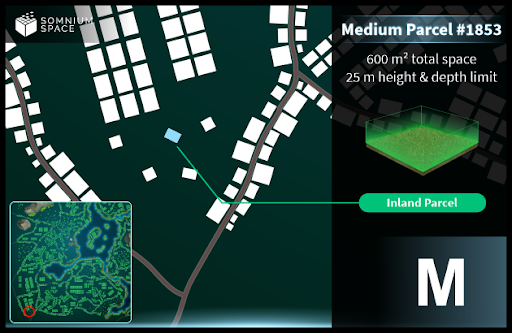 SOMNIUM
SPACE
Medium Parcel #1853
600 m² total space
25 m height & depth limit
Inland Parcel
M